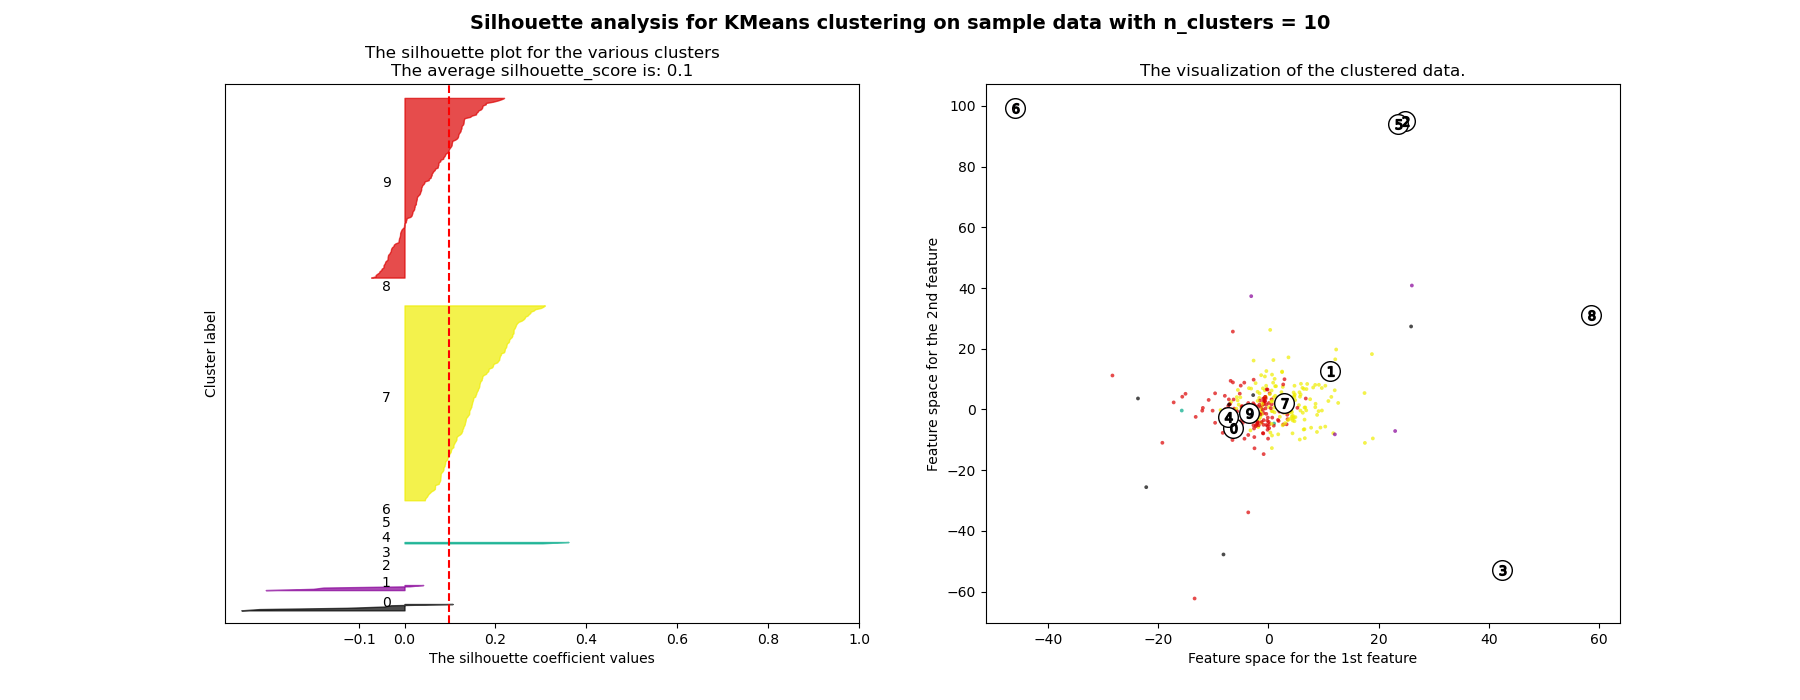 Silhouette analysis for KMeans clustering on sample data with n_clusters = 10
The silhouette plot for the various clusters
The average silhouette_score is: 0.1
Cluster label
9
8
7
6
5
4
3
2
1
0
−0.1 0.0 0.2 0.4 0.6 0.8 1.0
The silhouette coefficient values
The visualization of the clustered data.
Feature space for the 2nd feature
100
80
60
40
20
0
−20
−40
−60
6
5 2
8
1
7
9
4
0
3
−40 −20 0 20 40 60
Feature space for the 1st feature